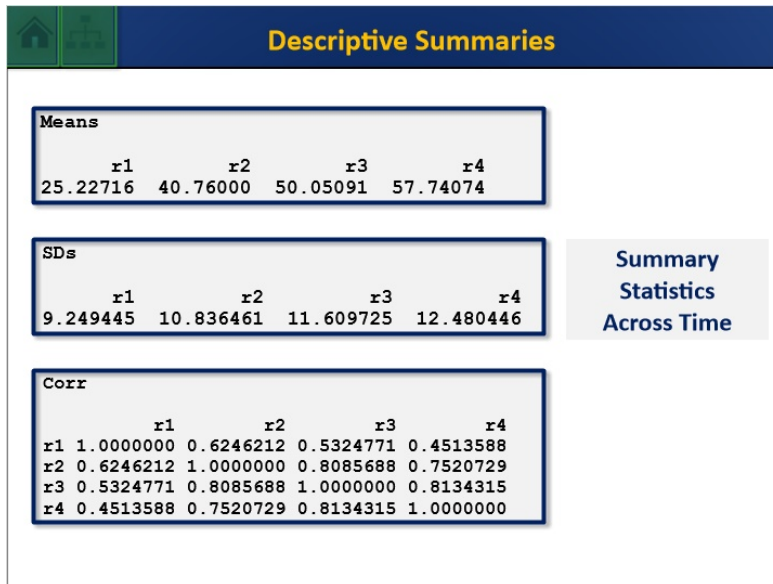 Descriptive Summaries
Means
r1 r2 r3 r4
25.22716 40.76000 50.05091 57.74074
SDs
r1 r2 r3 r4
9.249445 10.836461 11.609725 12.480446
Summary
Statistics
Across Time
Corr
r1 r2 r3 r4
r1 1.0000000 0.6246212 0.5324771 0.4513588
r2 0.6246212 1.0000000 0.8085688 0.7520729
r3 0.5324771 0.8085688 1.0000000 0.8134315
r4 0.4513588 0.7520729 0.8134315 1.0000000